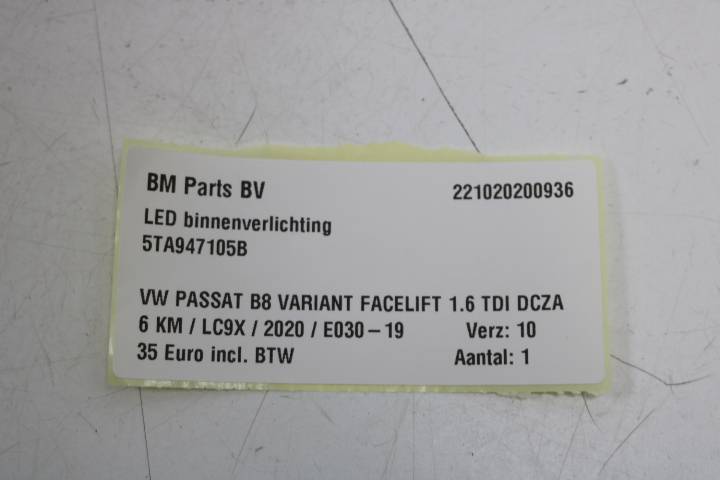 BM Parts BV 221020200936
LED binnenverlichting
5TA947105B
VW PASSAT B8 VARIANT FACELIFT 1.6 TDI DCZA
6 KM / LC9X / 2020 / E030-19 Verz: 10
35 Euro incl. BTW Aantal: 1